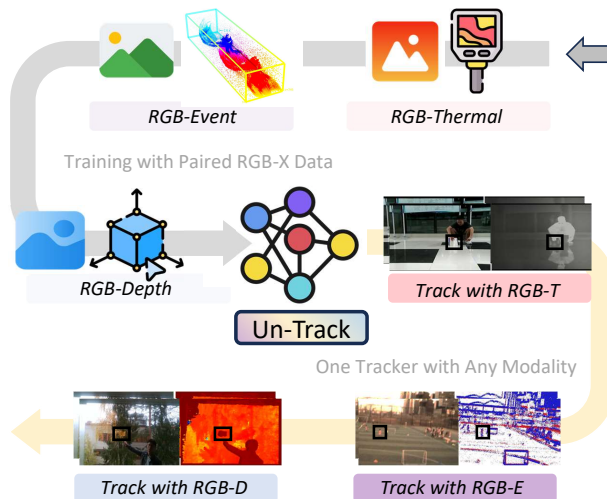 RGB-Event
RGB-Thermal
Training with Paired RGB-X Data
RGB-Depth
Un-Track
Track with RGB-T
One Tracker with Any Modality
Track with RGB-D
Track with RGB-E